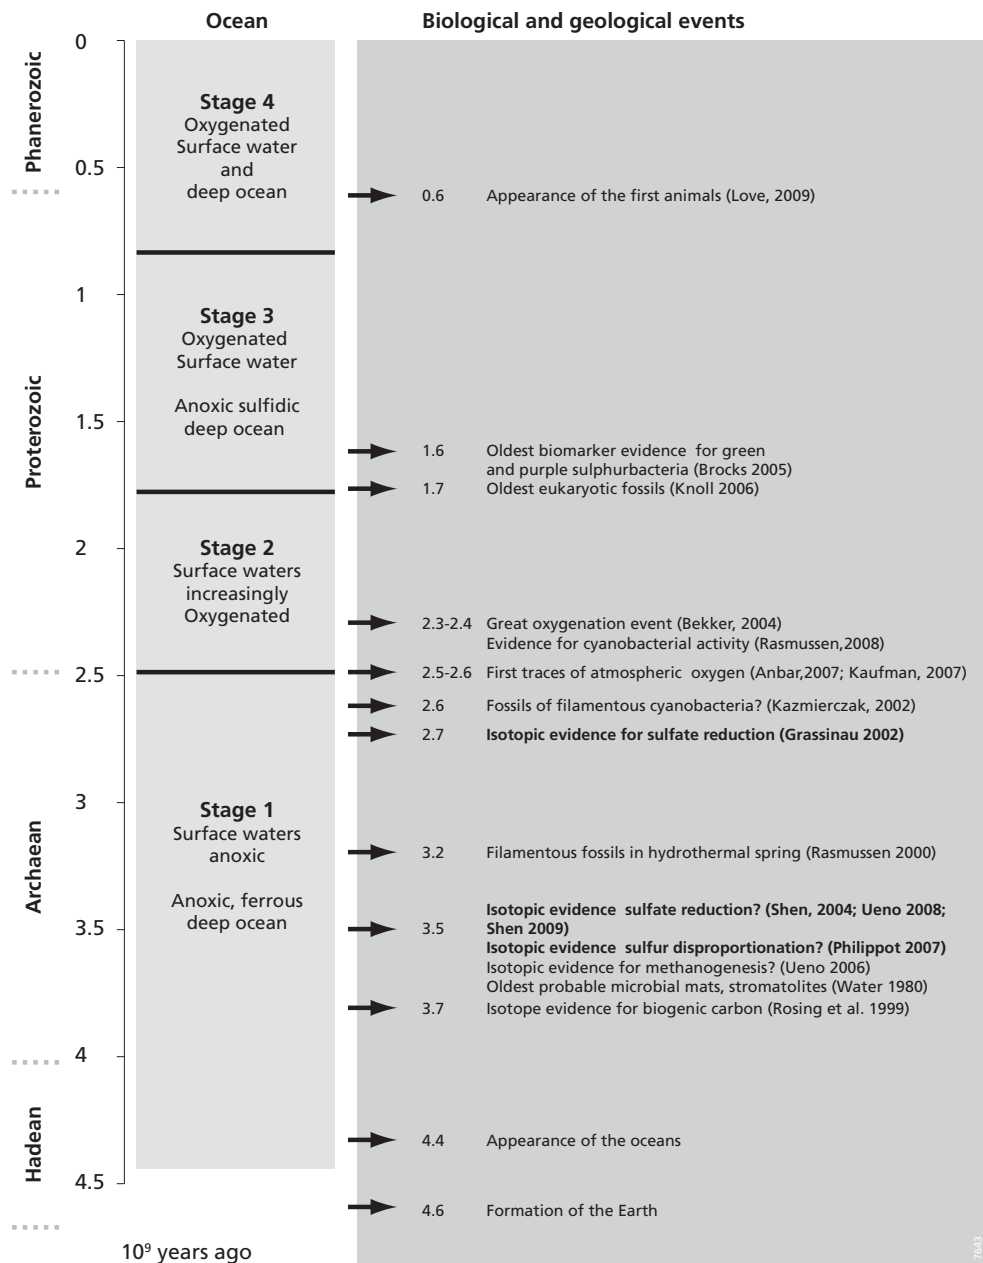 Ocean
Biological and geological events
0
Phanerozoic
Stage 4
Oxygenated
Surface water
and
deep ocean
0.5
0.6 Appearance of the first animals (Love, 2009)
1
Proterozoic
Stage 3
Oxygenated
Surface water
Anoxic sulfidic
deep ocean
1.5
1.6 Oldest biomarker evidence for green
and purple sulphurbacteria (Brocks 2005)
1.7 Oldest eukaryotic fossils (Knoll 2006)
2
Stage 2
Surface waters
increasingly
Oxygenated
2.3-2.4 Great oxygenation event (Bekker, 2004)
Evidence for cyanobacterial activity (Rasmussen,2008)
2.5
2.5-2.6 First traces of atmospheric oxygen (Anbar,2007; Kaufman, 2007)
2.6 Fossils of filamentous cyanobacteria? (Kazmierczak, 2002)
2.7 Isotopic evidence for sulfate reduction (Grassinau 2002)
3
Archaean
Stage 1
Surface waters
anoxic
Anoxic, ferrous
deep ocean
3.2 Filamentous fossils in hydrothermal spring (Rasmussen 2000)
3.5
Isotopic evidence sulfate reduction? (Shen, 2004; Ueno 2008;
3.5 Shen 2009)
Isotopic evidence sulfur disproportionation? (Philippot 2007)
Isotopic evidence for methanogenesis? (Ueno 2006)
Oldest probable microbial mats, stromatolites (Water 1980)
3.7 Isotope evidence for biogenic carbon (Rosing et al. 1999)
4
Hadean
4.4 Appearance of the oceans
4.5
4.6 Formation of the Earth
10⁹ years ago
7643